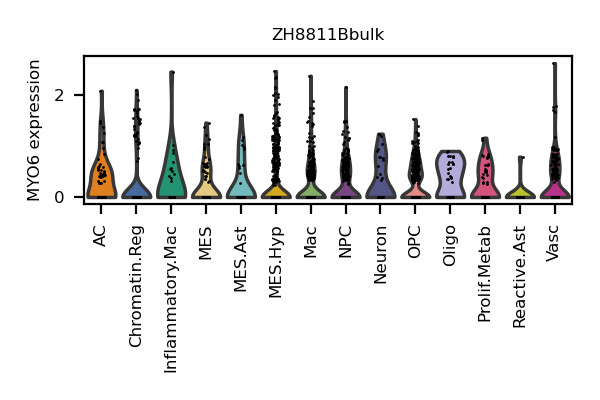 ZH8811Bbulk
MYO6 expression
2
0
AC
Chromatin.Reg
Inflammatory.Mac
MES
MES.Ast
MES.Hyp
Mac
NPC
Neuron
OPC
Oligo
Prolif.Metab
Reactive.Ast
Vasc